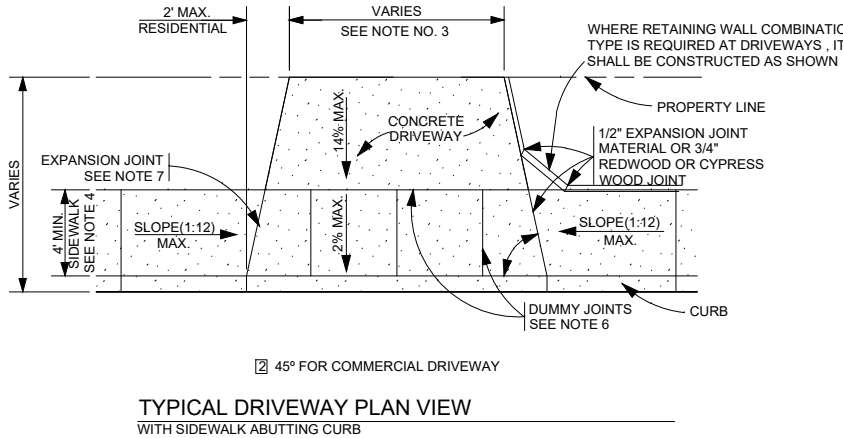 2' MAX.
RESIDENTIAL
VARIES
SEE NOTE NO. 3
WHERE RETAINING WALL COMBINATIO
TYPE IS REQUIRED AT DRIVEWAYS , IT
SHALL BE CONSTRUCTED AS SHOWN
PROPERTY LINE
14% MAX.
CONCRETE
DRIVEWAY
1/2" EXPANSION JOINT
MATERIAL OR 3/4"
REDWOOD OR CYPRESS
WOOD JOINT
EXPANSION JOINT
SEE NOTE 7
VARIES
4' MIN.
SIDEWALK
SEE NOTE 4
SLOPE(1:12)
MAX.
2% MAX.
SLOPE(1:12)
MAX.
DUMMY JOINTS
SEE NOTE 6
CURB
2 45º FOR COMMERCIAL DRIVEWAY
TYPICAL DRIVEWAY PLAN VIEW
WITH SIDEWALK ABUTTING CURB